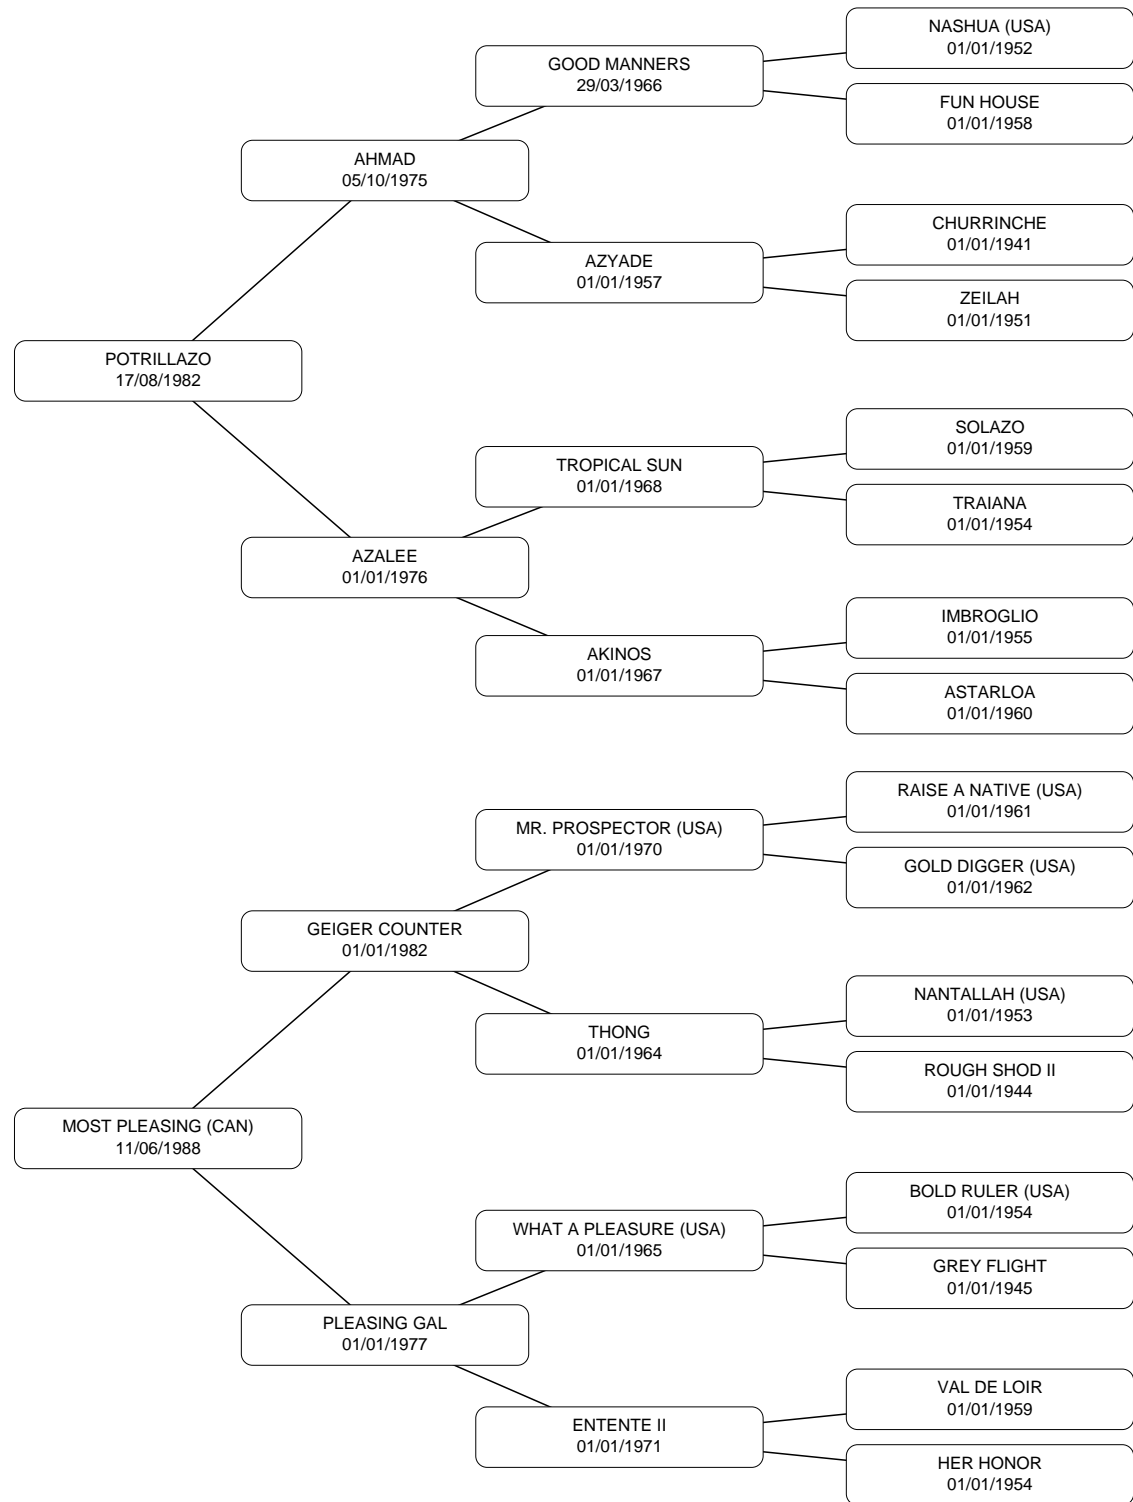 NASHUA (USA)
01/01/1952
GOOD MANNERS
29/03/1966
FUN HOUSE
01/01/1958
AHMAD
05/10/1975
CHURRINCHE
01/01/1941
AZYADE
01/01/1957
ZEILAH
01/01/1951
POTRILLAZO
17/08/1982
SOLAZO
01/01/1959
TROPICAL SUN
01/01/1968
TRAIANA
01/01/1954
AZALEE
01/01/1976
IMBROGLIO
01/01/1955
AKINOS
01/01/1967
ASTARLOA
01/01/1960
RAISE A NATIVE (USA)
01/01/1961
MR. PROSPECTOR (USA)
01/01/1970
GOLD DIGGER (USA)
01/01/1962
GEIGER COUNTER
01/01/1982
NANTALLAH (USA)
01/01/1953
THONG
01/01/1964
ROUGH SHOD II
01/01/1944
MOST PLEASING (CAN)
11/06/1988
BOLD RULER (USA)
01/01/1954
WHAT A PLEASURE (USA)
01/01/1965
GREY FLIGHT
01/01/1945
PLEASING GAL
01/01/1977
VAL DE LOIR
01/01/1959
ENTENTE II
01/01/1971
HER HONOR
01/01/1954